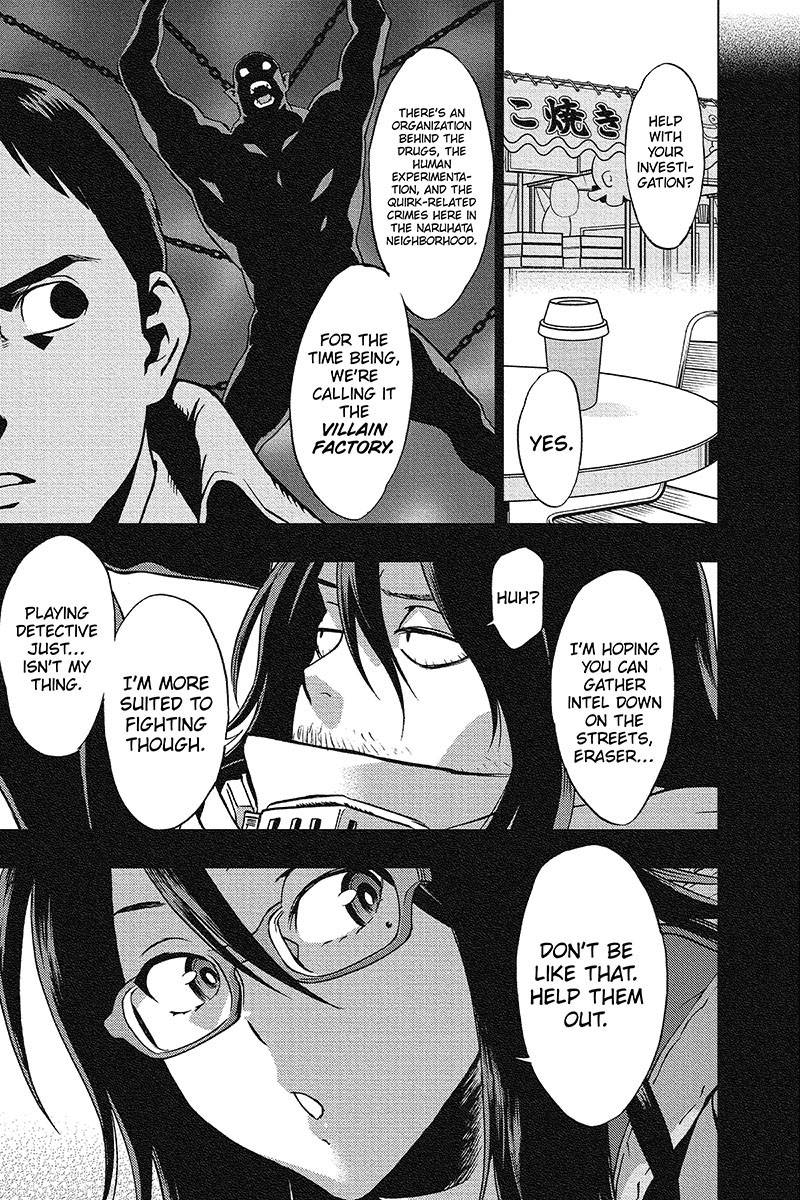 こ焼き
HELP
WITH
YOUR
INVESTI-
GATION?
YES.
THERE'S AN
ORGANIZATION
BEHIND THE
DRUGS, THE
HUMAN
EXPERIMENTA-
TION, AND THE
QUIRK-RELATED
CRIMES HERE IN
THE NARUHATA
NEIGHBORHOOD.
FOR THE
TIME BEING,
WE'RE
CALLING IT
THE
VILLAIN
FACTORY.
I'M HOPING
YOU CAN
GATHER
INTEL DOWN
ON THE
STREETS,
ERASER...
HUH?
I'M MORE
SUITED TO
FIGHTING
THOUGH.
PLAYING
DETECTIVE
JUST...
ISN'T MY
THING.
DON'T BE
LIKE THAT.
HELP THEM
OUT.